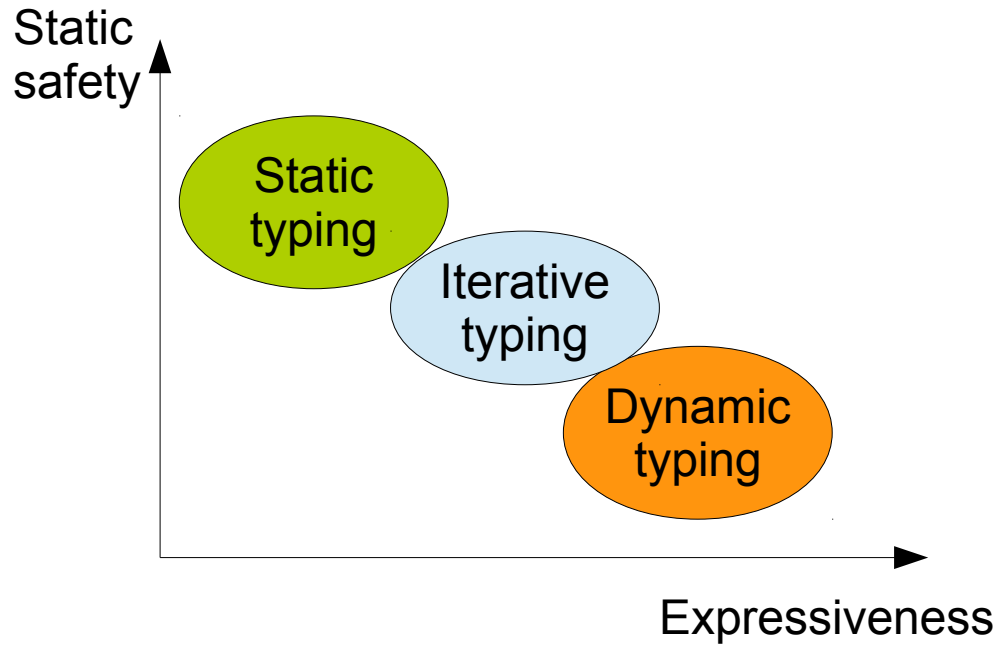 Static
safety
Static
typing
Iterative
typing
Dynamic
typing
Expressiveness